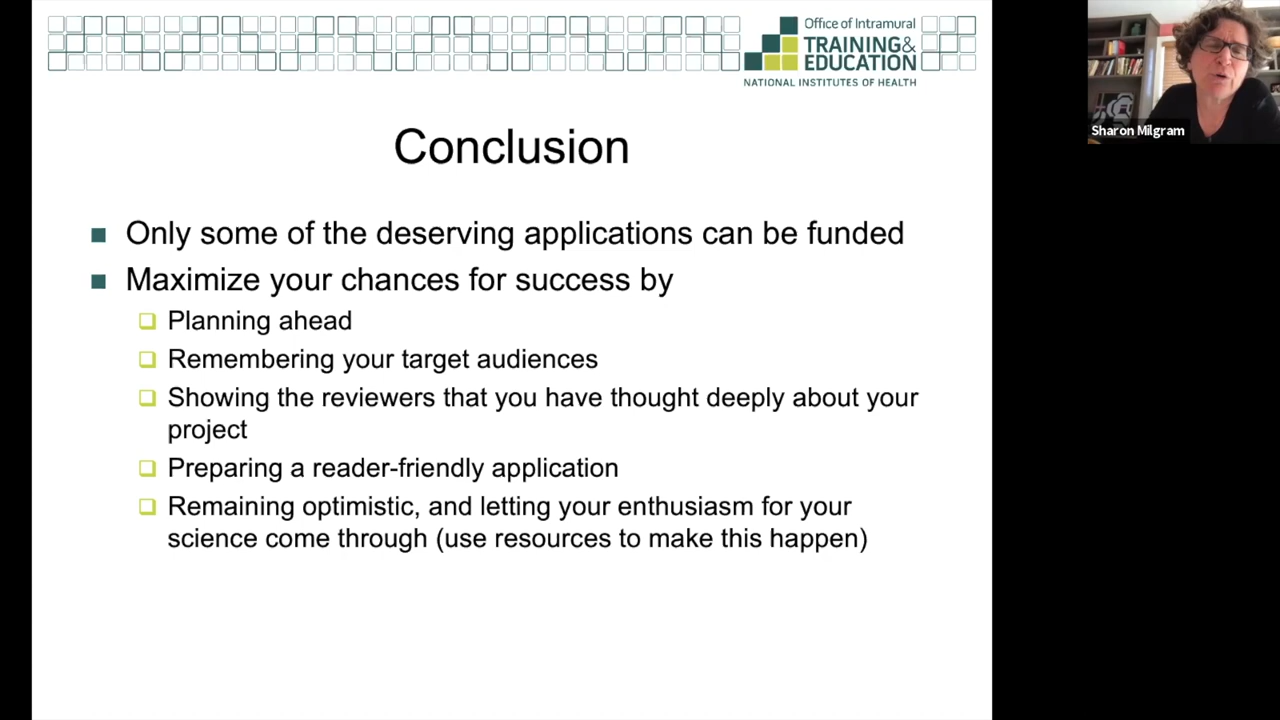 Office of Intramural
TRAINING&
EDUCATION
NATIONAL INSTITUTES OF HEALTH
Sharon Milgram
Conclusion
Only some of the deserving applications can be funded
Maximize your chances for success by
Planning ahead
Remembering your target audiences
Showing the reviewers that you have thought deeply about your
project
Preparing a reader-friendly application
Remaining optimistic, and letting your enthusiasm for your
science come through (use resources to make this happen)